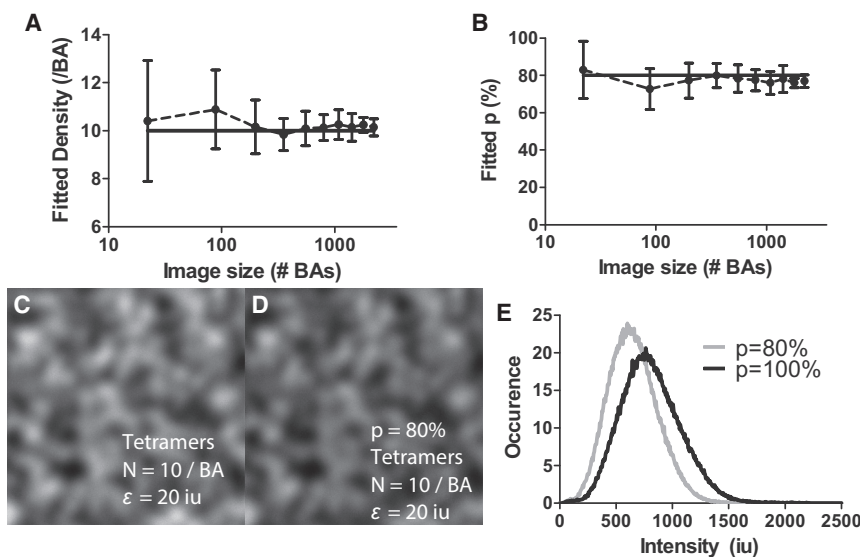 A
14
12
10
8
6
Fitted Density (/BA)
10
100
1000
Image size (# BAs)
B
100
80
60
40
20
0
Fitted p (%)
10
100
1000
Image size (# BAs)
C
Tetramers
N = 10 / BA
ε = 20 iu
D
p = 80%
Tetramers
N = 10 / BA
ε = 20 iu
E
25
20
15
10
5
0
Occurence
p=80%
p=100%
0
500
1000
1500
2000
2500
Intensity (iu)